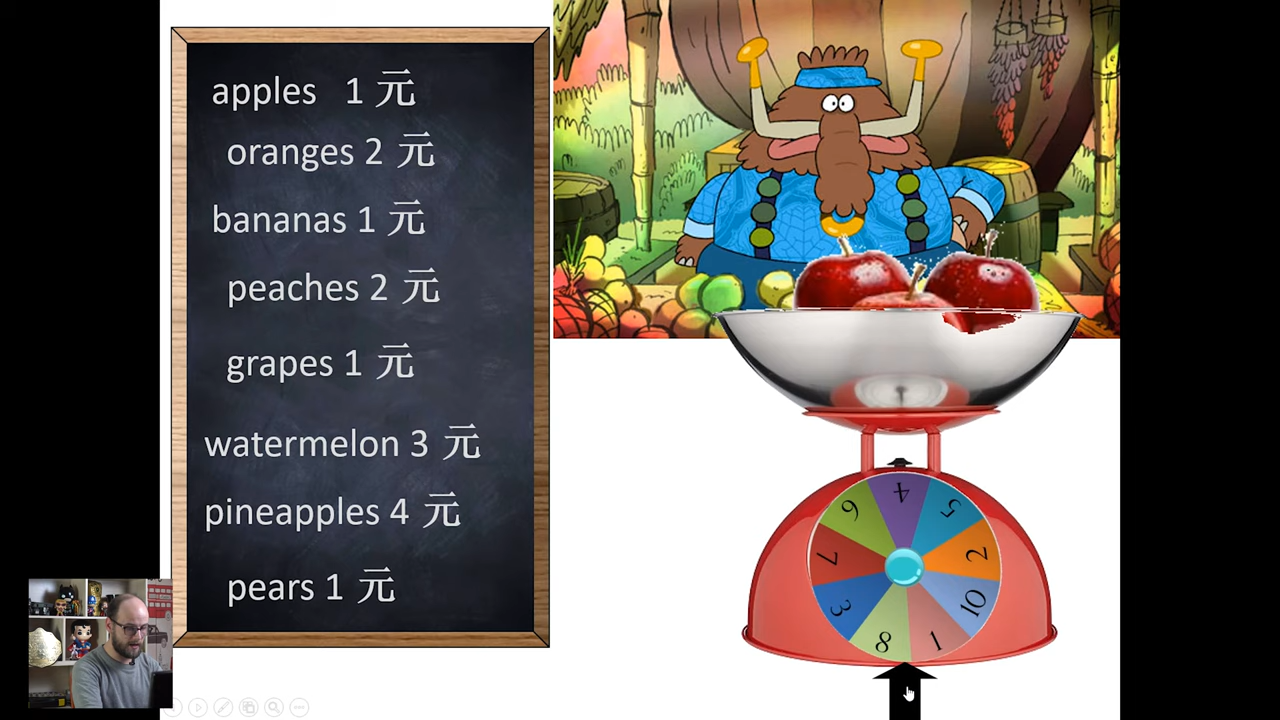 apples 1 元
oranges 2 元
bananas 1 元
peaches 2 元
grapes 1 元
watermelon 3 元
pineapples 4 元
pears 1 元
4
5
2
10
1
8
3
7
6